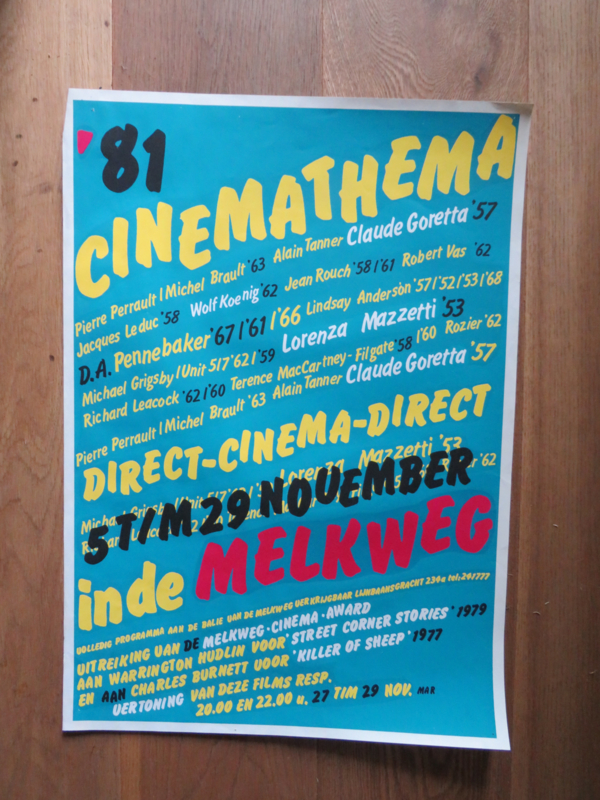 '81
CINEMATHEMA
Pierre Perrault / Michel Brault '63 Alain Tanner Claude Goretta '57
Jacques Leduc '58 Wolf Koenig '62 Jean Rouch '58 / '61 Robert Vas '62
D.A. Pennebaker '67 / '61 / '66 Lindsay Anderson '57 / '52 / '53 / '68
Michael Grigsby / Unit 5 / 7 '62 / '59 Lorenza Mazzetti '53
Richard Leacock '62 / '60 Terence MacCartney-Filgate '58 / '60 Rozier '62
Pierre Perrault / Michel Brault '63 Alain Tanner Claude Goretta '57
DIRECT-CINEMA-DIRECT
Lorenza Mazzetti '53
5 T/M 29 NOVEMBER
in de MELKWEG
VOLLEDIG PROGRAMMA AAN DE BALIE VAN DE MELKWEG VERKRIJGBAAR LIJNBAANSGRACHT 234a tel; 241777
UITREIKING VAN DE MELKWEG-CINEMA-AWARD
AAN WARRINGTON HUDLIN VOOR 'STREET CORNER STORIES' 1979
EN AAN CHARLES BURNETT VOOR 'KILLER OF SHEEP' 1977
VERTONING VAN DEZE FILMS RESP.
20.00 EN 22.00 u. 27 T/M 29 NOV. MAR